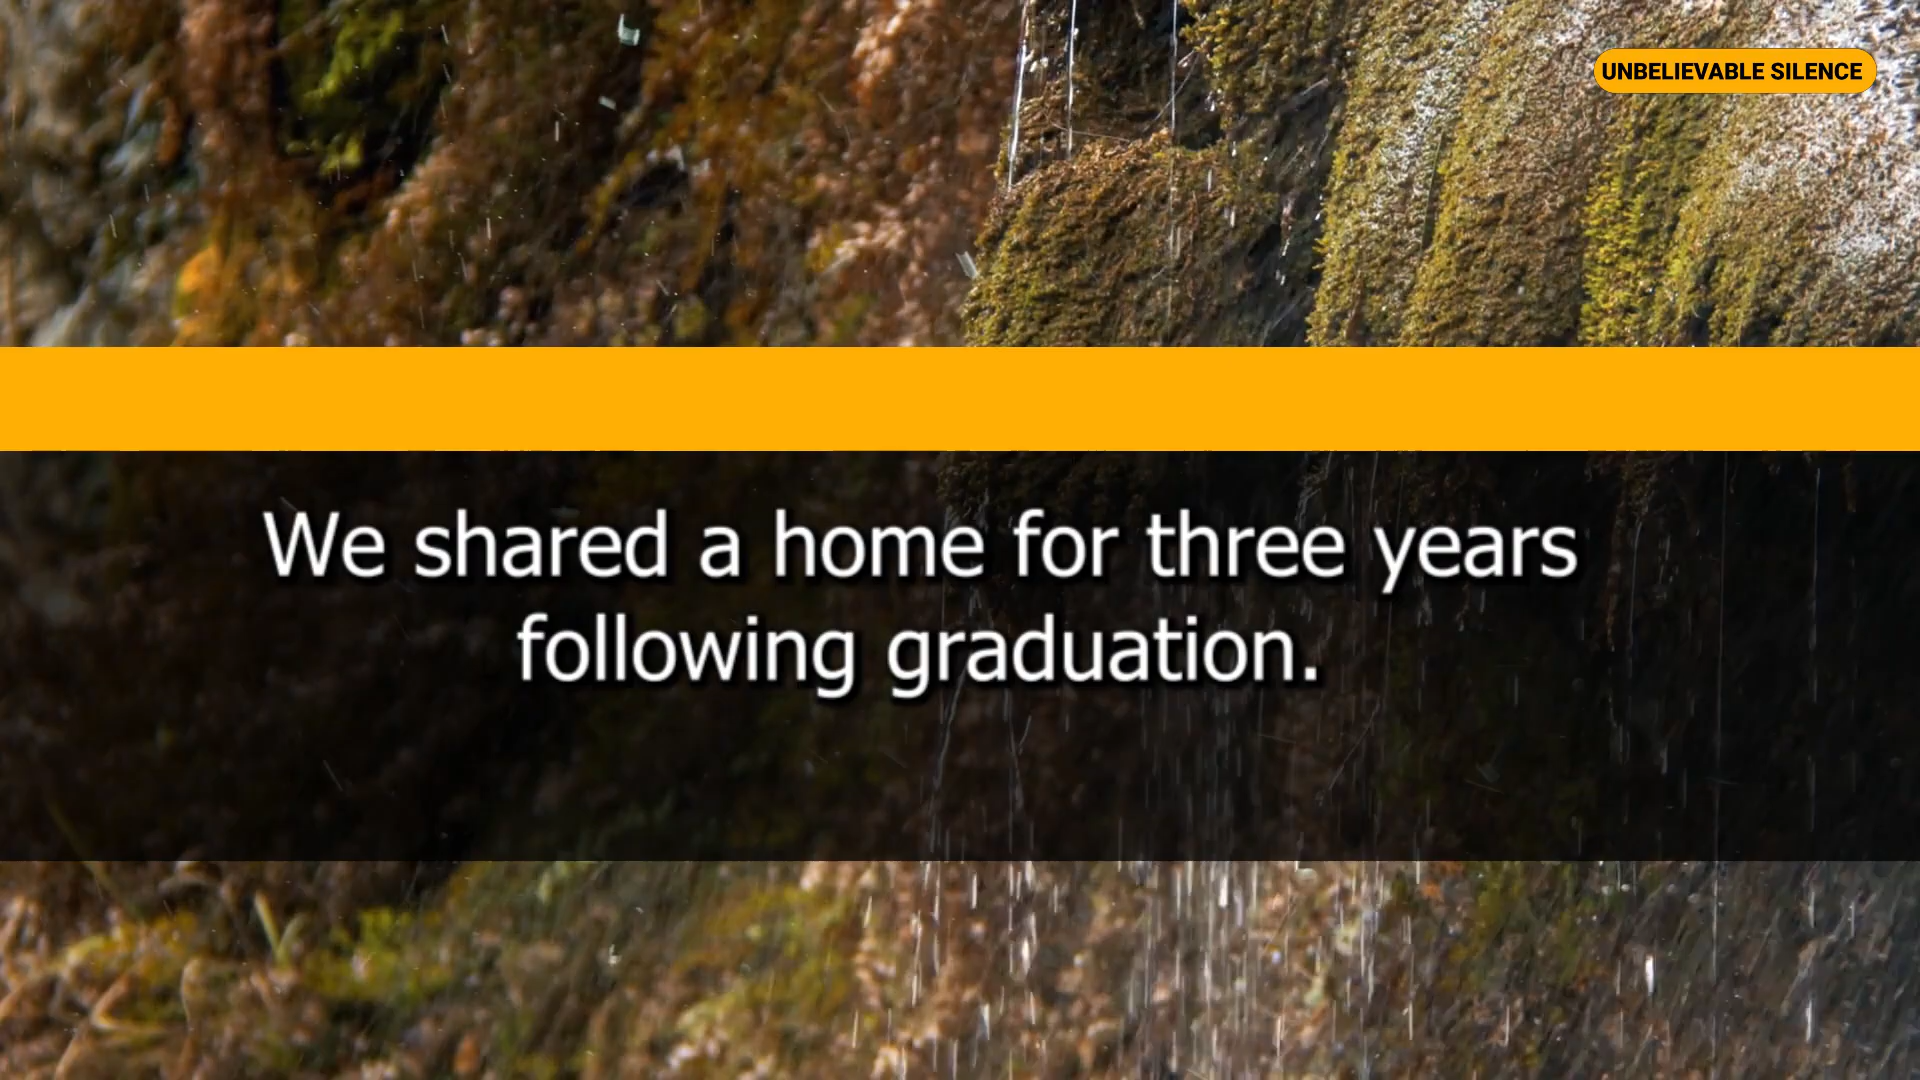 UNBELIEVABLE SILENCE
We shared a home for three years
following graduation.